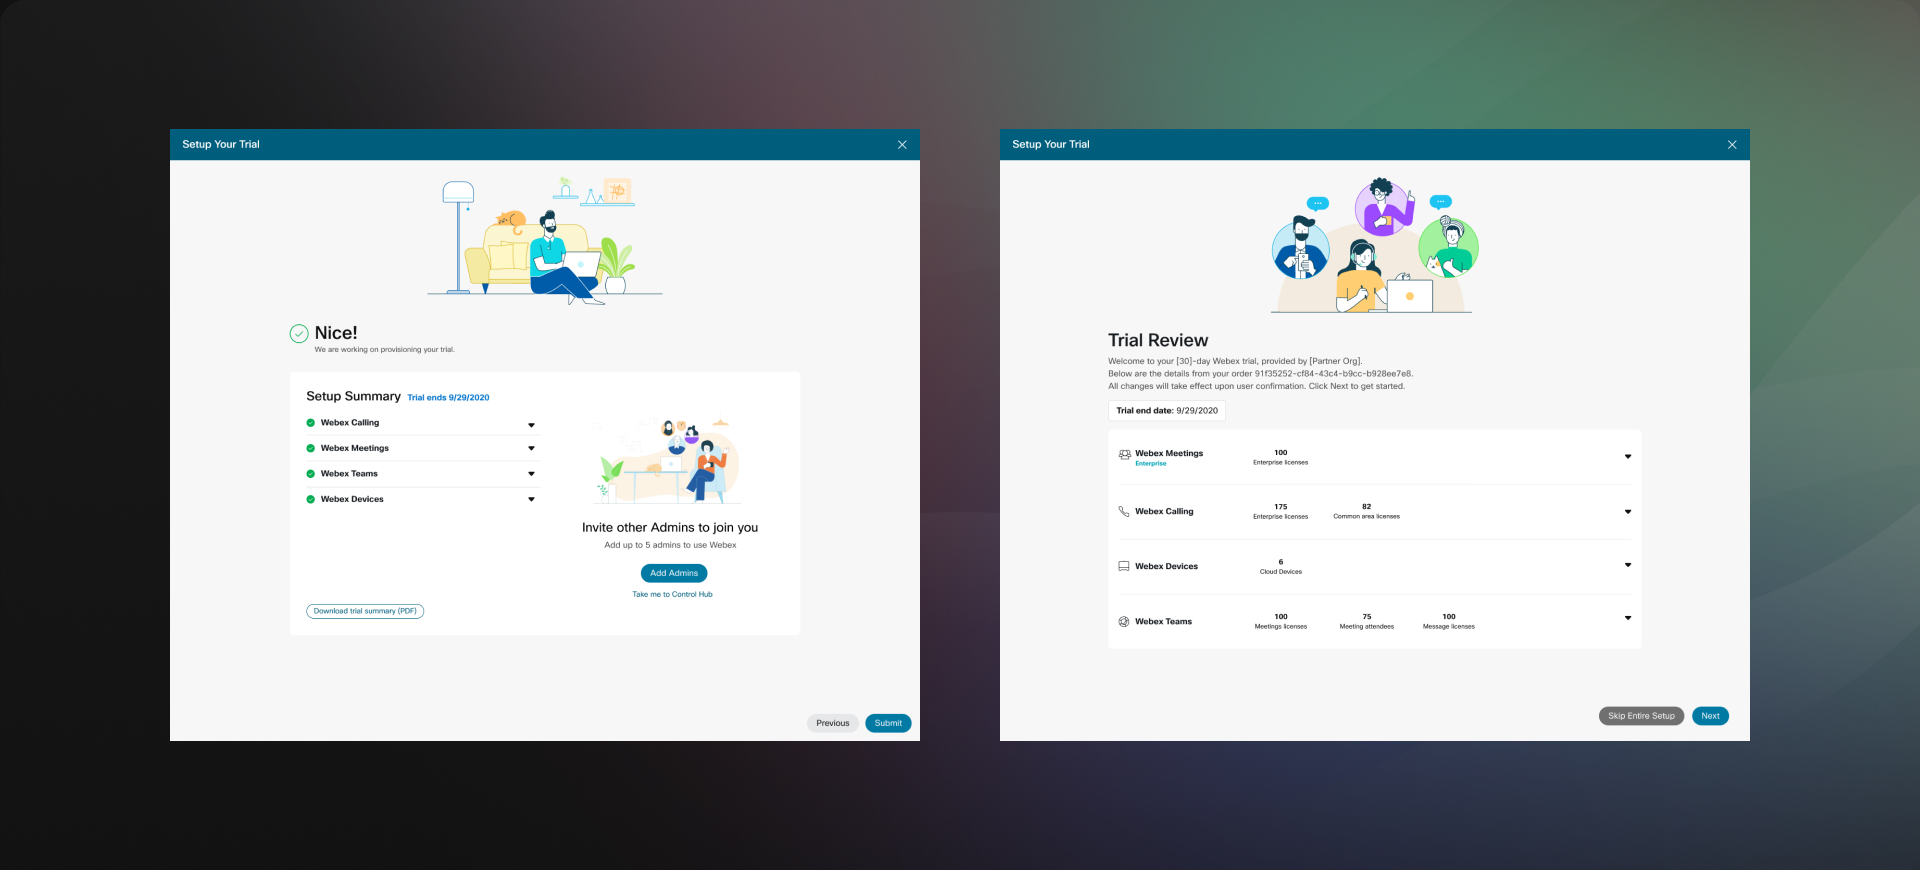 Setup Your Trial
Nice!
We are working on provisioning your trial.
Setup Summary Trial ends 9/29/2020
Webex Calling
Webex Meetings
Webex Teams
Webex Devices
Download trial summary (PDF)
Invite other Admins to join you
Add up to 5 admins to use Webex
Add Admins
Take me to Control Hub
Previous Submit
Setup Your Trial
Trial Review
Welcome to your [30]-day Webex trial, provided by [Partner Org].
Below are the details from your order 91f35252-cf84-43c4-b9cc-b928ee7e8.
All changes will take effect upon user confirmation. Click Next to get started.
Trial end date: 9/29/2020
Webex Meetings
Enterprise
100
Enterprise licenses
Webex Calling
175
Enterprise licenses
82
Common area licenses
Webex Devices
6
Cloud Devices
Webex Teams
100
Meetings licenses
75
Meeting attendees
100
Message licenses
Skip Entire Setup Next